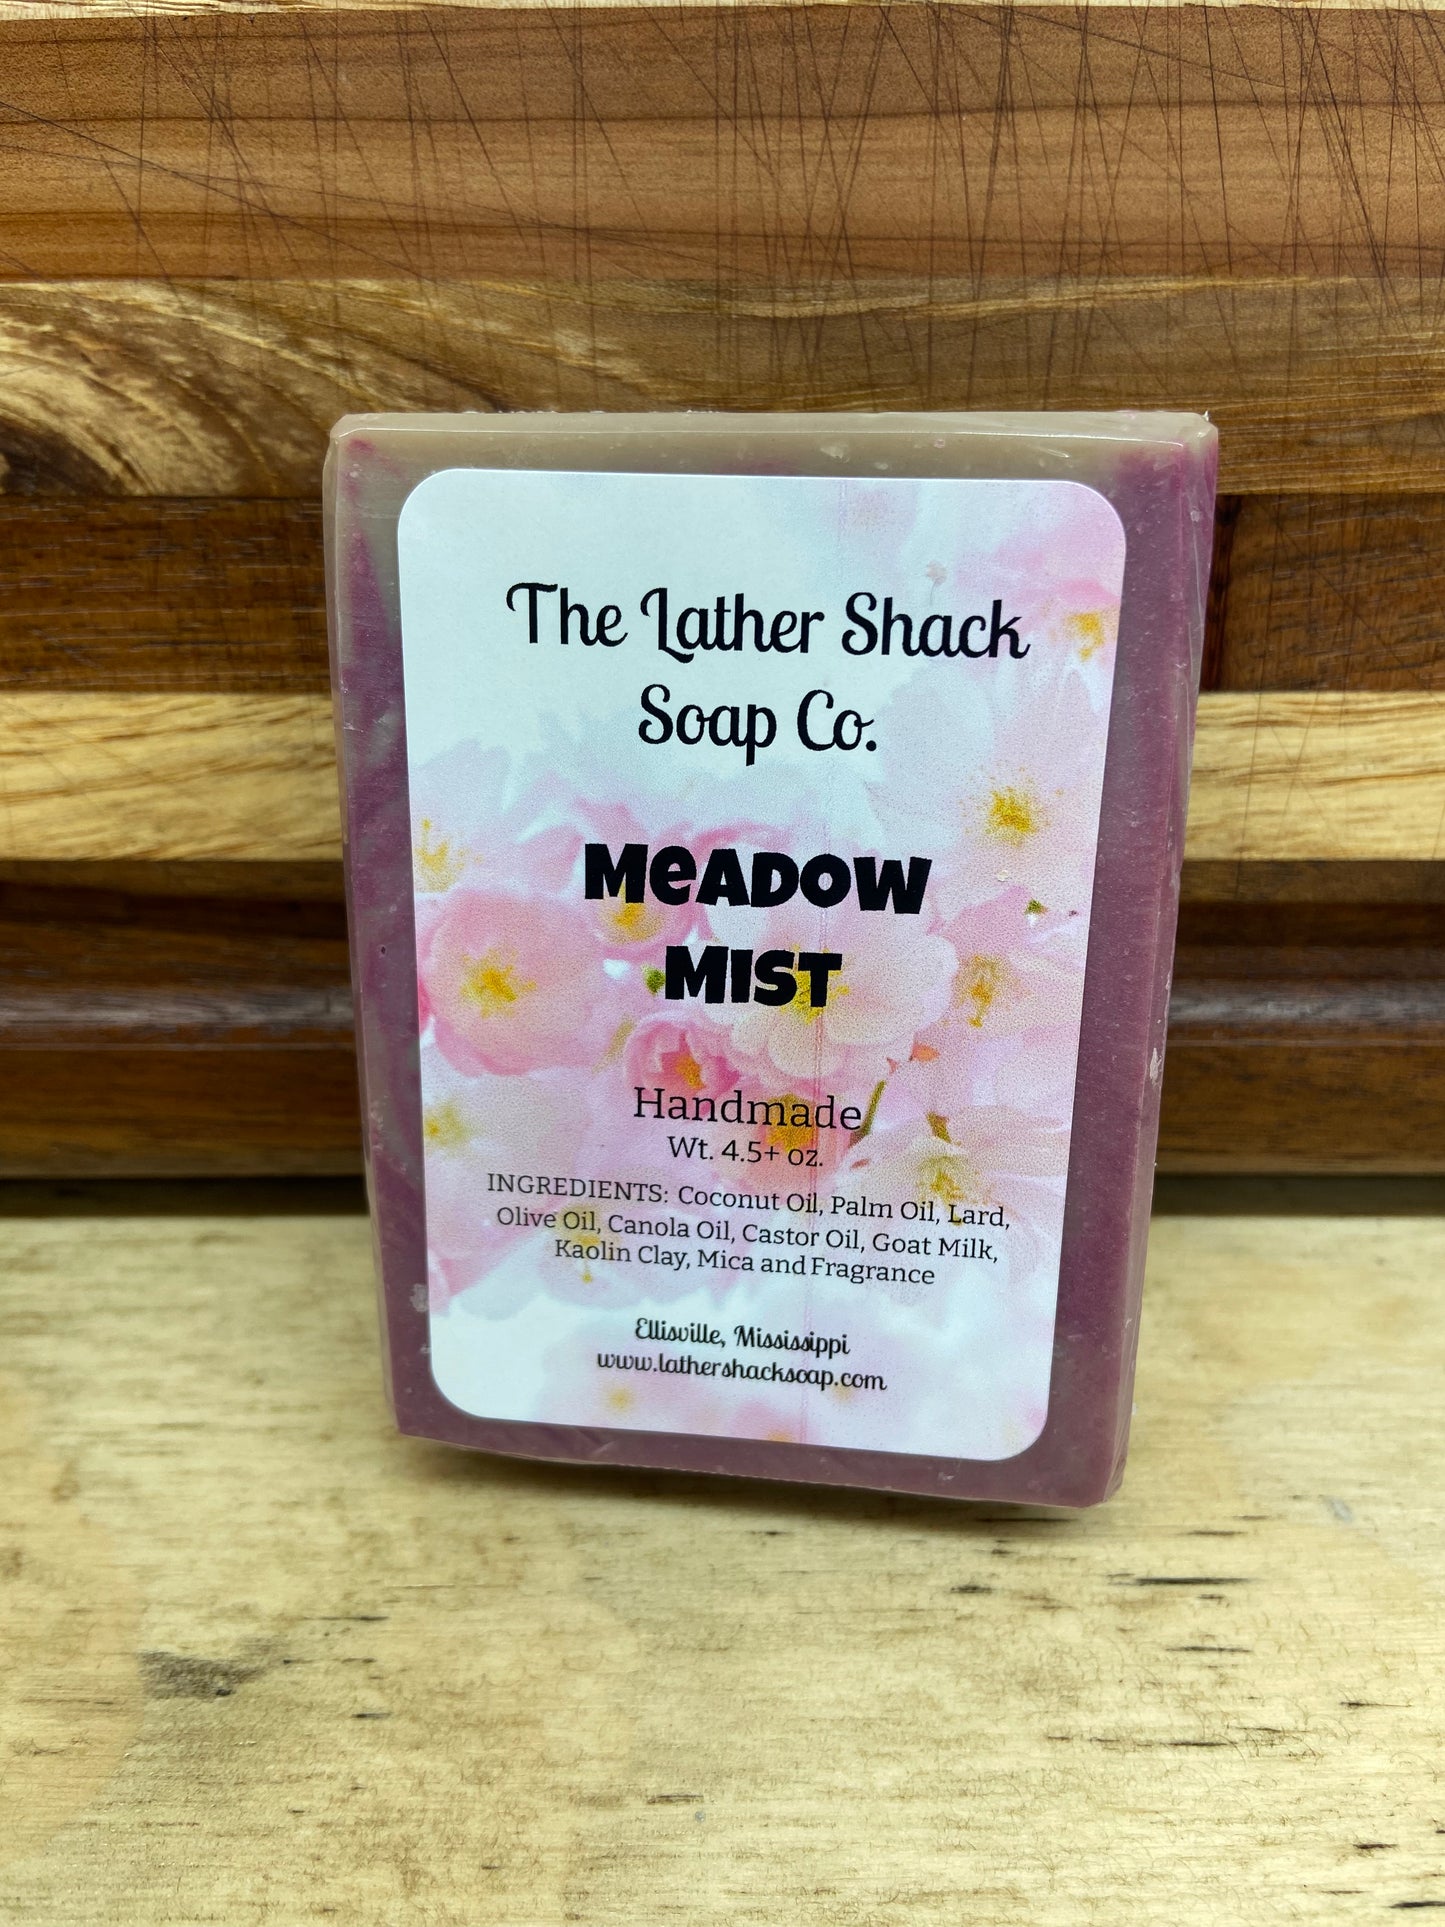 The Lather Shack
Soap Co.
MeADOW
MIST
Handmade
Wt. 4.5+ oz.
INGREDIENTS: Coconut Oil, Palm Oil, Lard,
Olive Oil, Canola Oil, Castor Oil, Goat Milk,
Kaolin Clay, Mica and Fragrance
Ellisville, Mississippi
www.lathershacksoap.com